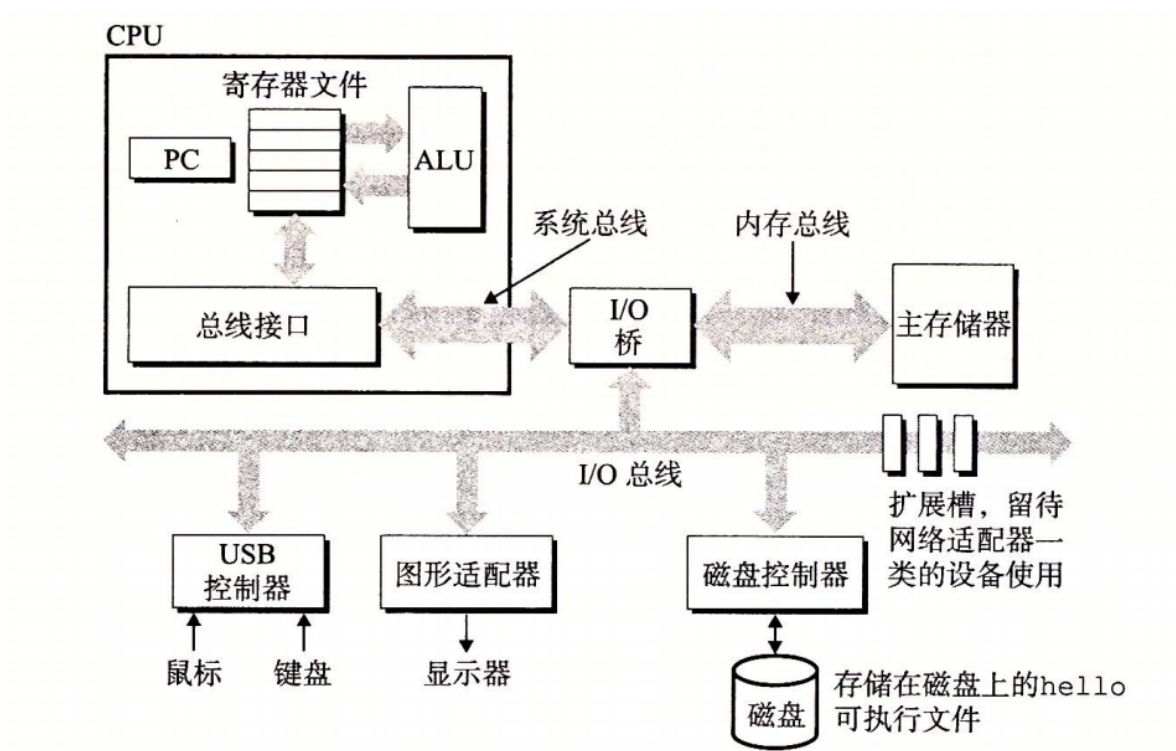 CPU
寄存器文件
PC
ALU
系统总线
内存总线
总线接口
I/O
桥
主存储器
I/O 总线
扩展槽，留待
网络适配器一
类的设备使用
USB
控制器
图形适配器
磁盘控制器
鼠标
键盘
显示器
磁盘
存储在磁盘上的hello
可执行文件